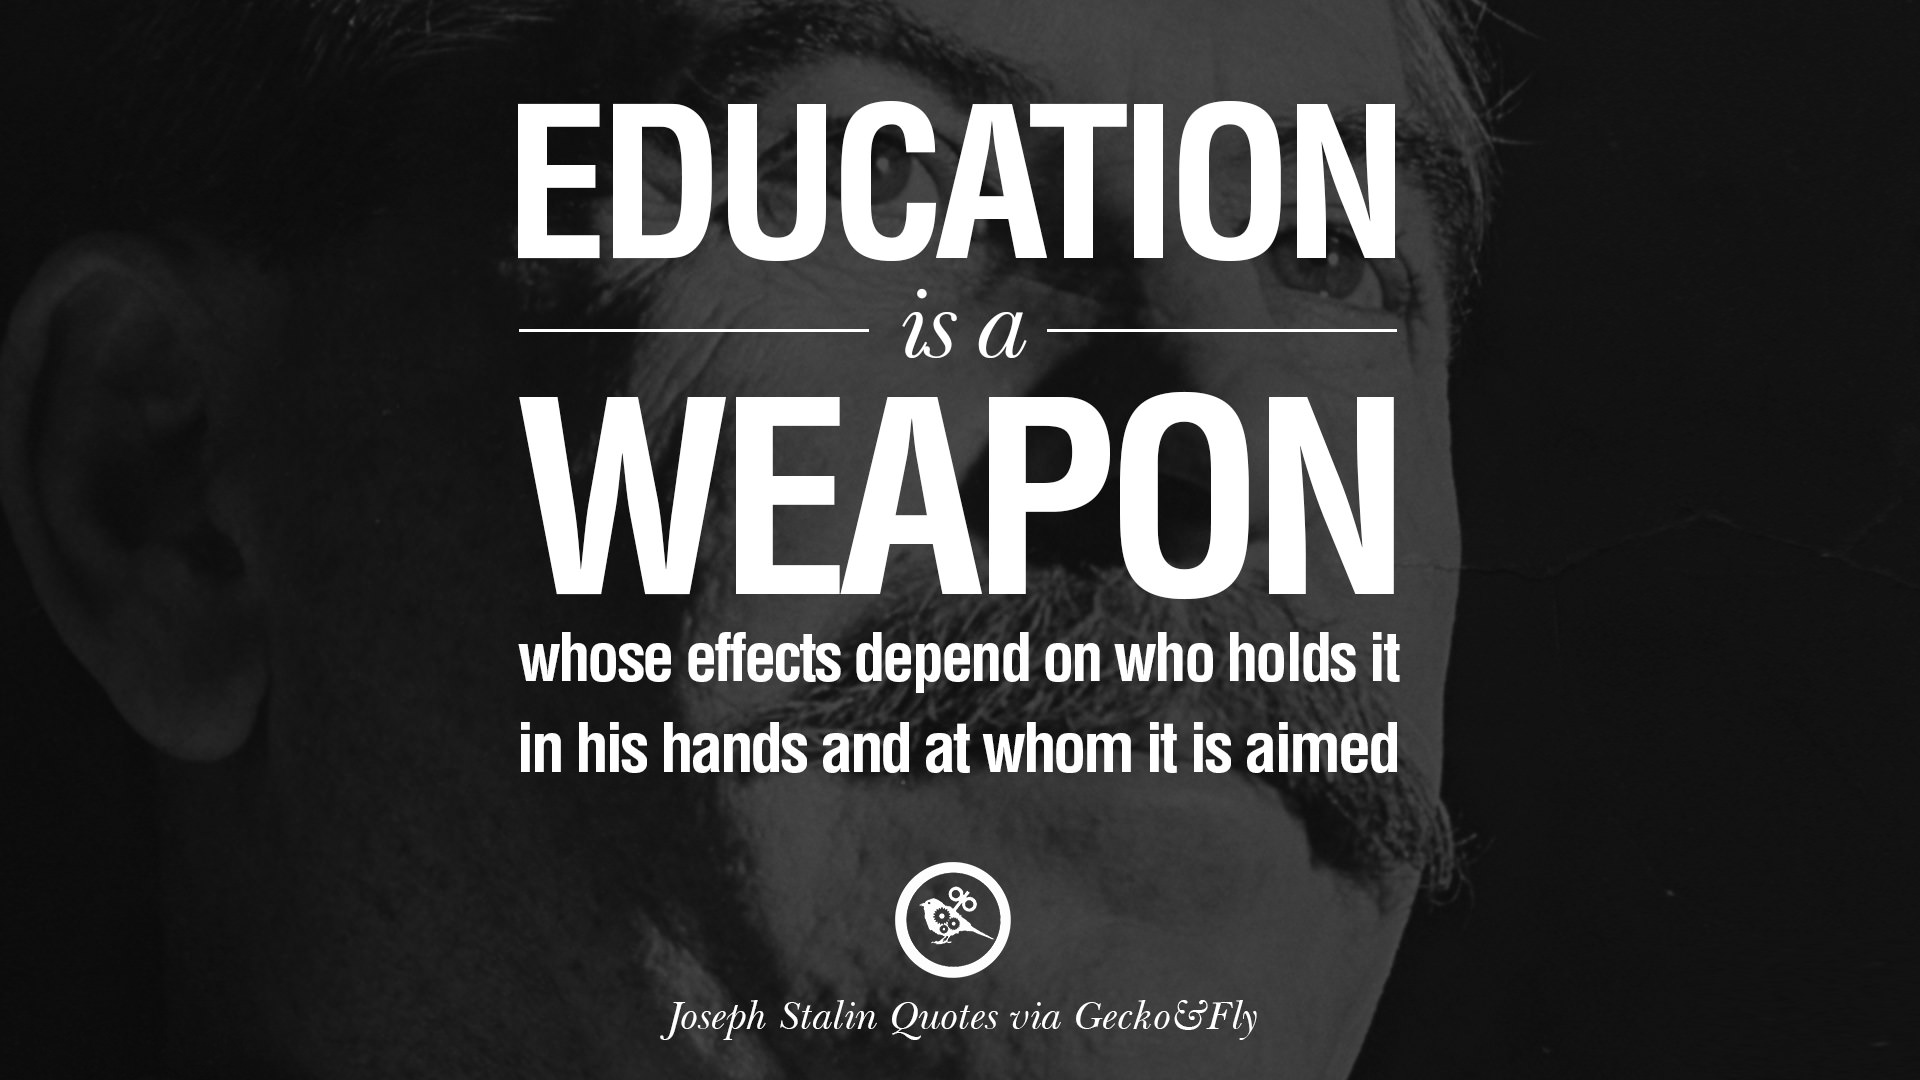 EDUCATION
is a
WEAPON
whose effects depend on who holds it
in his hands and at whom it is aimed
Joseph Stalin Quotes via Gecko&Fly